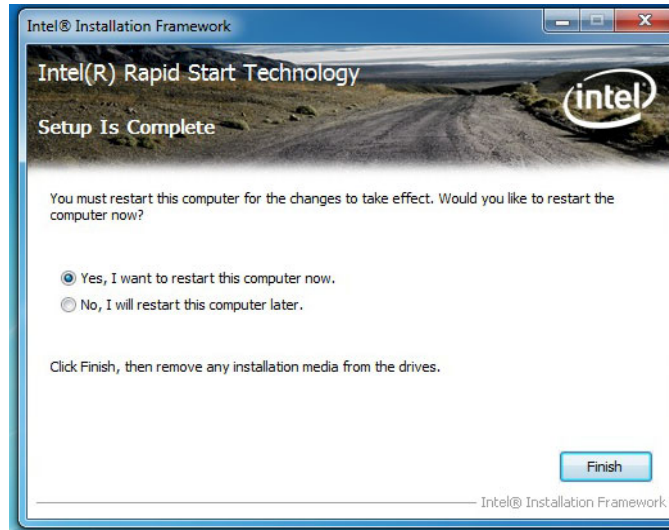 Intel® Installation Framework
Intel(R) Rapid Start Technology
intel
Setup Is Complete
You must restart this computer for the changes to take effect. Would you like to restart the
computer now?
Yes, I want to restart this computer now.
No, I will restart this computer later.
Click Finish, then remove any installation media from the drives.
Finish
Intel® Installation Framework